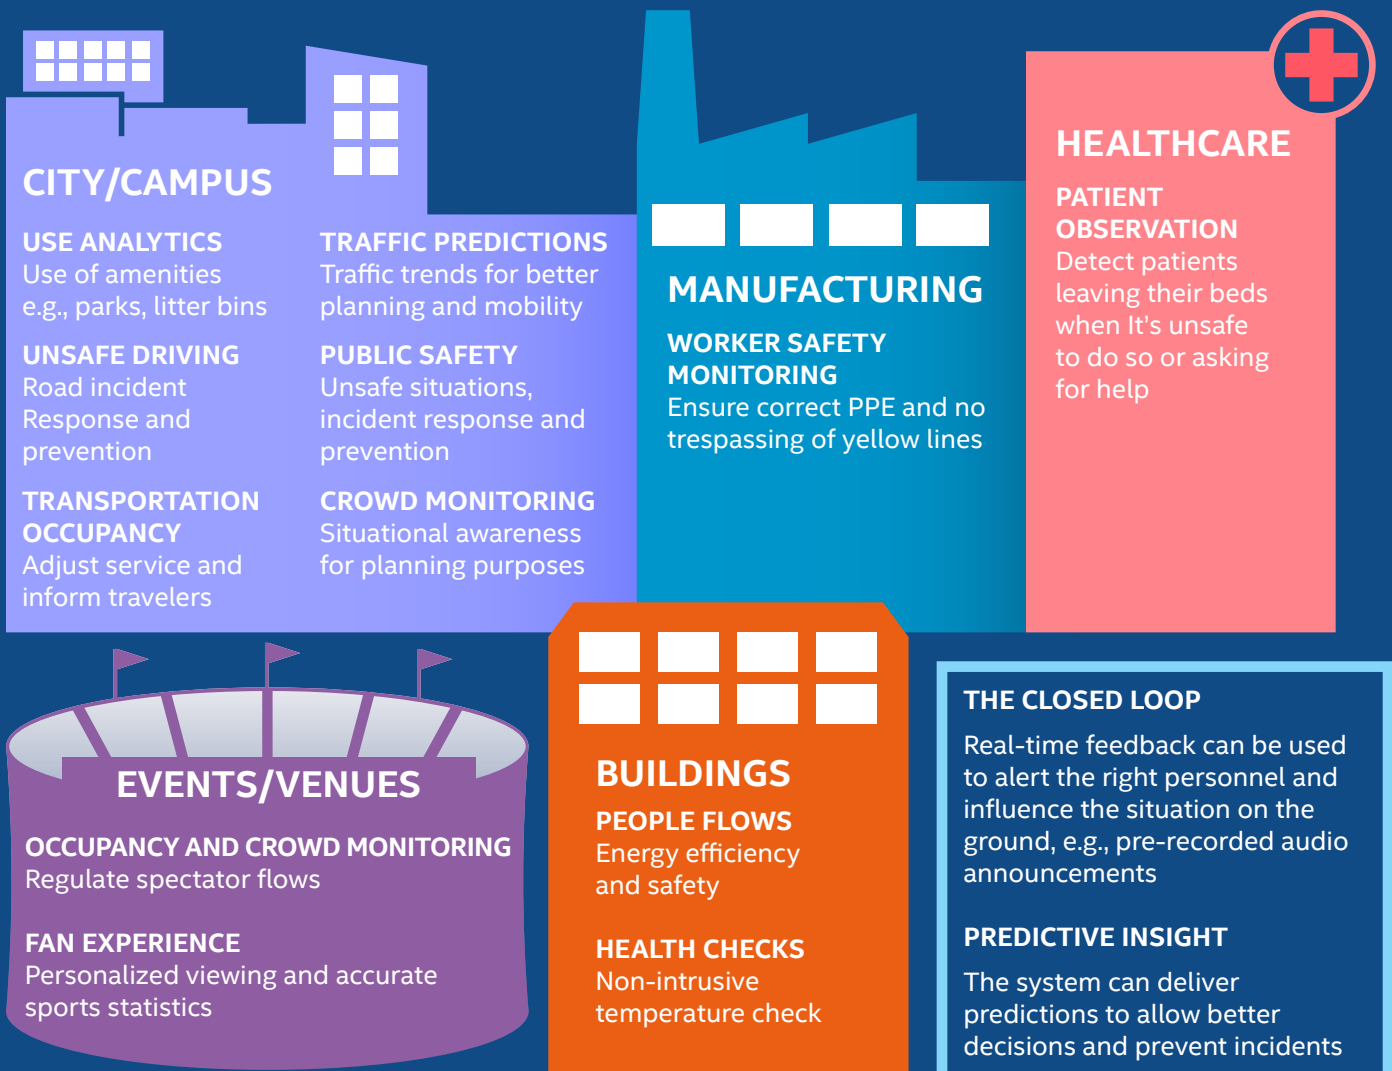 CITY/CAMPUS
USE ANALYTICS
Use of amenities
e.g., parks, litter bins
UNSAFE DRIVING
Road incident
Response and
prevention
TRANSPORTATION
OCCUPANCY
Adjust service and
inform travelers
TRAFFIC PREDICTIONS
Traffic trends for better
planning and mobility
PUBLIC SAFETY
Unsafe situations,
incident response and
prevention
CROWD MONITORING
Situational awareness
for planning purposes
MANUFACTURING
WORKER SAFETY
MONITORING
Ensure correct PPE and no
trespassing of yellow lines
HEALTHCARE
PATIENT
OBSERVATION
Detect patients
leaving their beds
when It's unsafe
to do so or asking
for help
EVENTS/VENUES
OCCUPANCY AND CROWD MONITORING
Regulate spectator flows
FAN EXPERIENCE
Personalized viewing and accurate
sports statistics
BUILDINGS
PEOPLE FLOWS
Energy efficiency
and safety
HEALTH CHECKS
Non-intrusive
temperature check
THE CLOSED LOOP
Real-time feedback can be used
to alert the right personnel and
influence the situation on the
ground, e.g., pre-recorded audio
announcements
PREDICTIVE INSIGHT
The system can deliver
predictions to allow better
decisions and prevent incidents